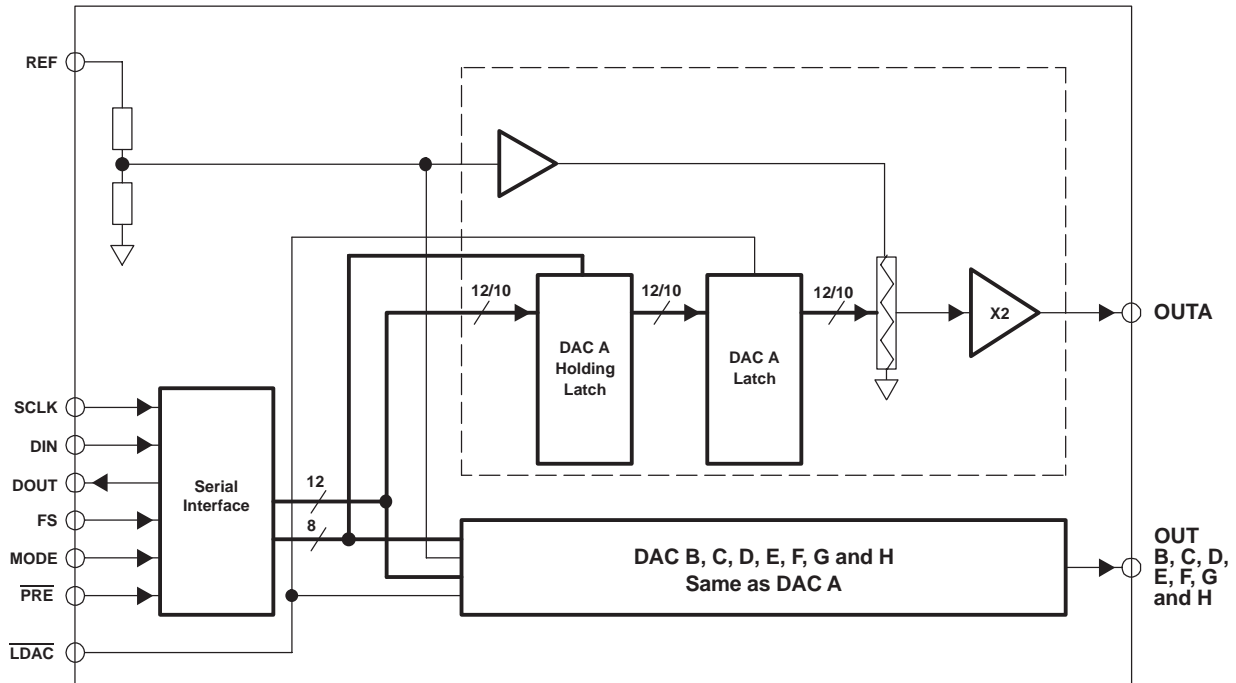 REF
12/10
12/10
12/10
X2
OUTA
DAC A
Holding
Latch
DAC A
Latch
SCLK
DIN
DOUT
FS
MODE
PRE
LDAC
Serial
Interface
12
8
DAC B, C, D, E, F, G and H
Same as DAC A
OUT
B, C, D,
E, F, G
and H